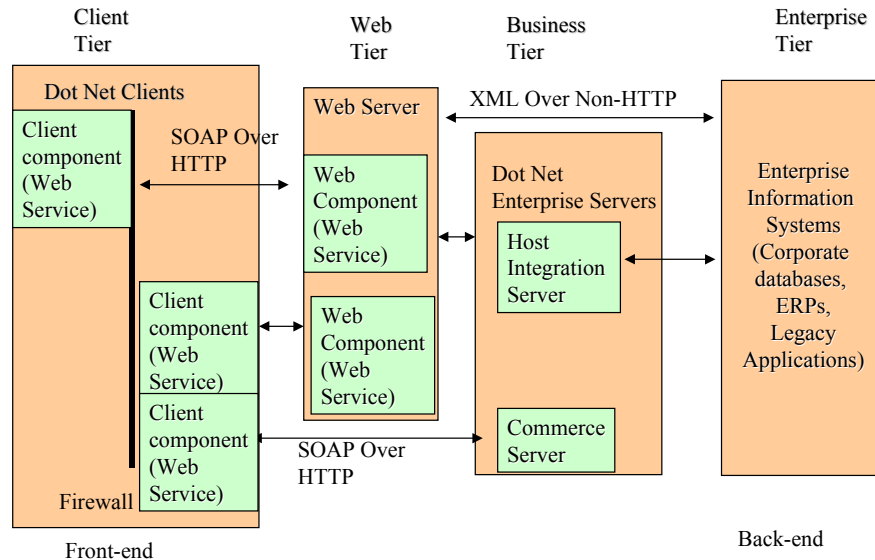 Client
Tier
Web
Tier
Business
Tier
Enterprise
Tier
Dot Net Clients
Client
component
(Web
Service)
SOAP Over
HTTP
Client
component
(Web
Service)
Client
component
(Web
Service)
Firewall
Front-end
Web Server
Web
Component
(Web
Service)
Web
Component
(Web
Service)
SOAP Over
HTTP
XML Over Non-HTTP
Dot Net
Enterprise Servers
Host
Integration
Server
Commerce
Server
Enterprise
Information
Systems
(Corporate
databases,
ERPs,
Legacy
Applications)
Back-end